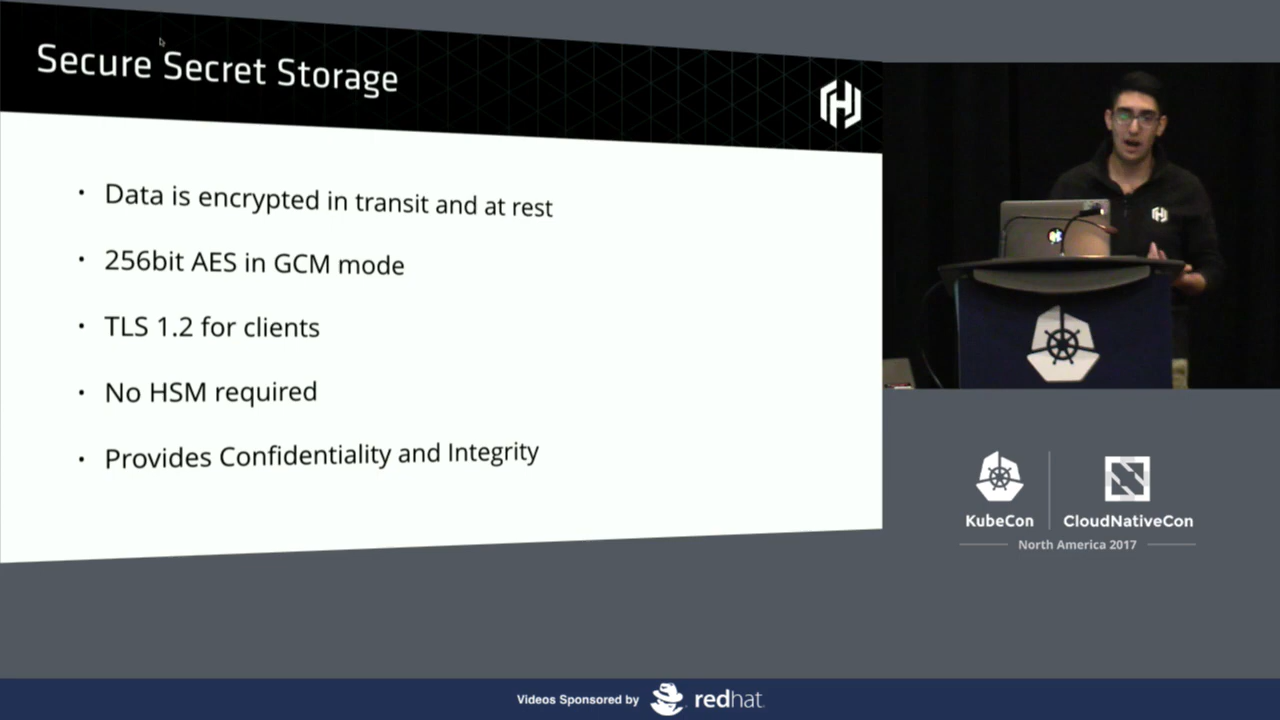 Secure Secret Storage
Data is encrypted in transit and at rest
256bit AES in GCM mode
TLS 1.2 for clients
No HSM required
Provides Confidentiality and Integrity
KubeCon
CloudNativeCon
North America 2017
Videos Sponsored by
redhat